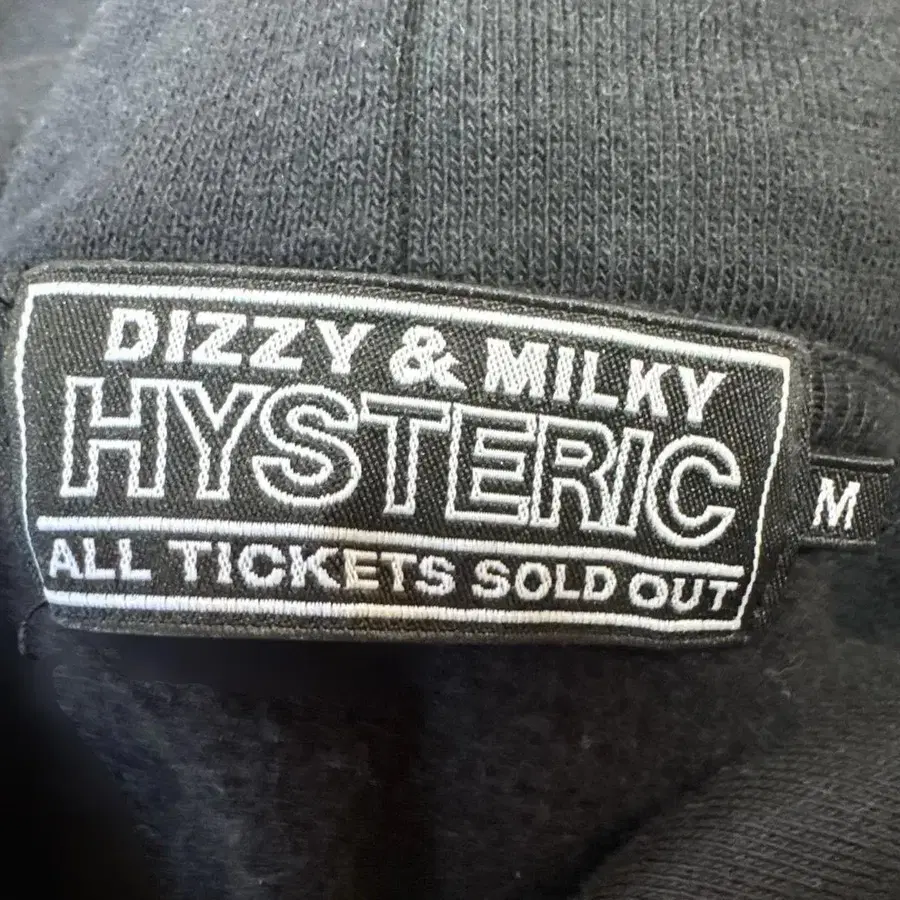 DIZZY & MILKY
HYSTERIC
ALL TICKETS SOLD OUT
M